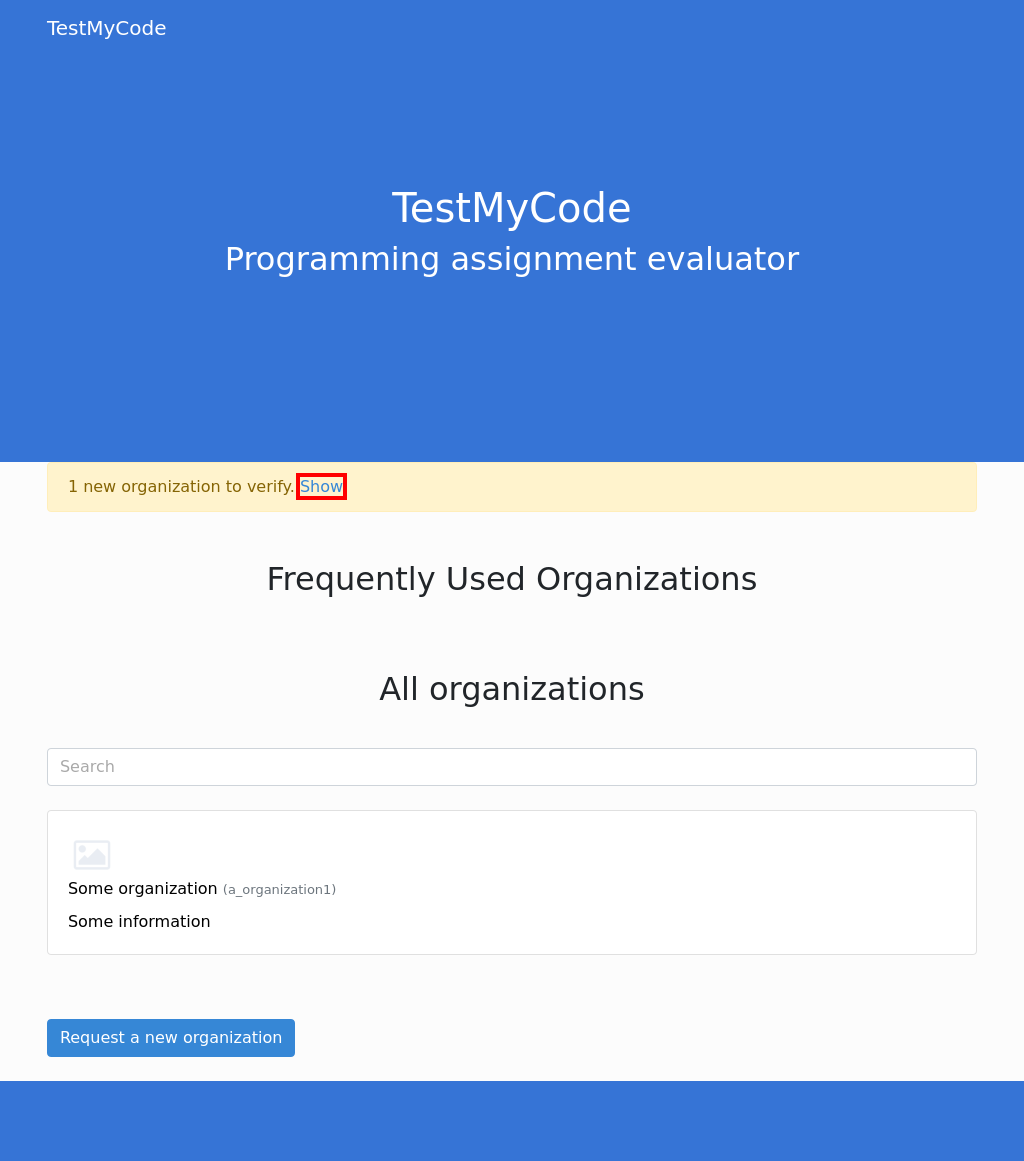 TestMyCode
TestMyCode
Programming assignment evaluator
1 new organization to verify. Show
Frequently Used Organizations
All organizations
Search
Some organization (a_organization1)
Some information
Request a new organization